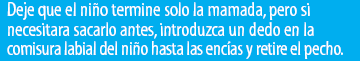 Deje que el niño termine solo la mamada, pero si
necesitara sacarlo antes, introduzca un dedo en la
comisura labial del niño hasta las encías y retire el pecho.